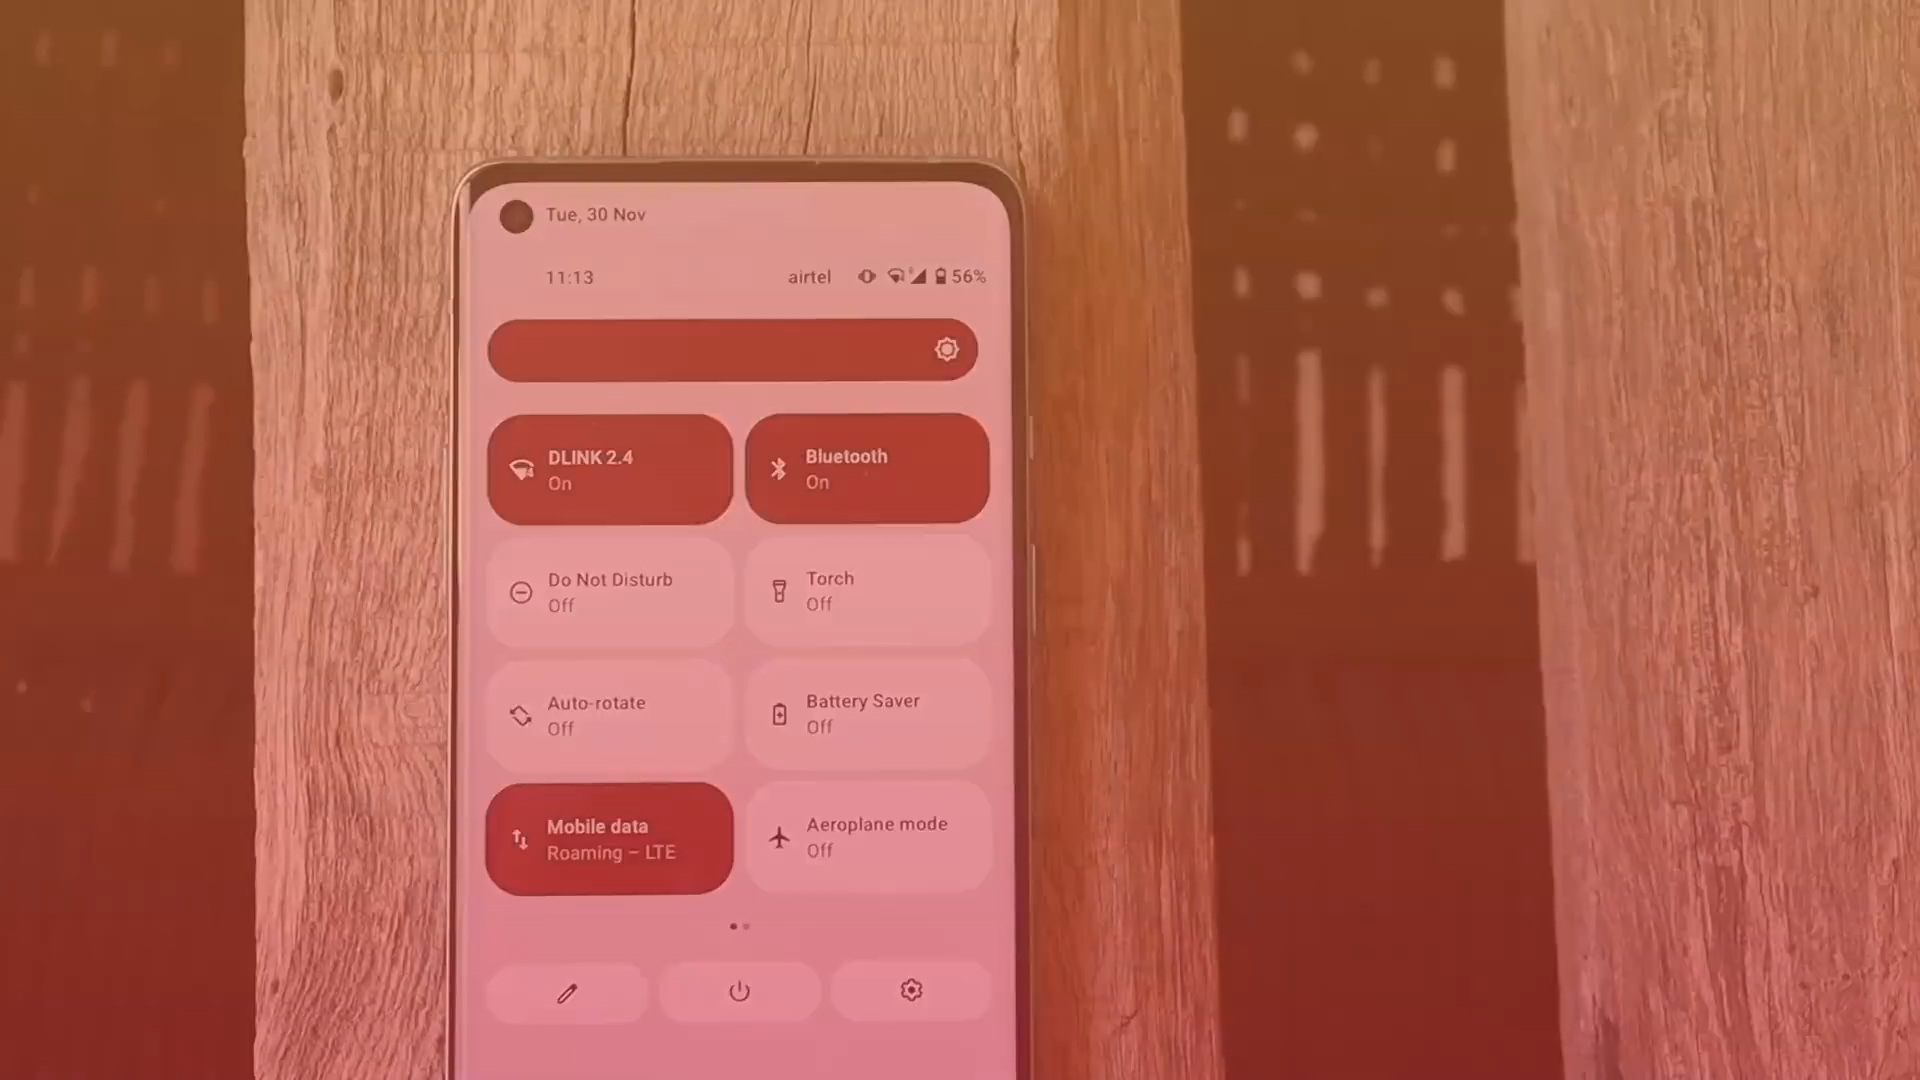 Tue, 30 Nov
11:13 airtel 56%
DLINK 2.4
On
Bluetooth
On
Do Not Disturb
Off
Torch
Off
Auto-rotate
Off
Battery Saver
Off
Mobile data
Roaming – LTE
Aeroplane mode
Off